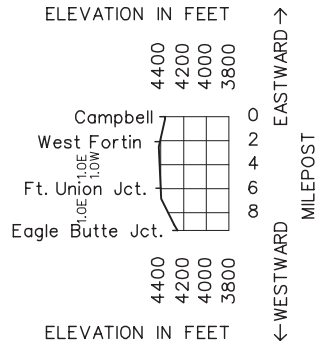 ELEVATION IN FEET
4400 4200 4000 3800
EASTWARD
Campbell 0
West Fortin 2
1.0E 1.0W
4
Ft. Union Jct. 6
1.0E
8
Eagle Butte Jct.
MILEPOST
4400 4200 4000 3800
WESTWARD
ELEVATION IN FEET